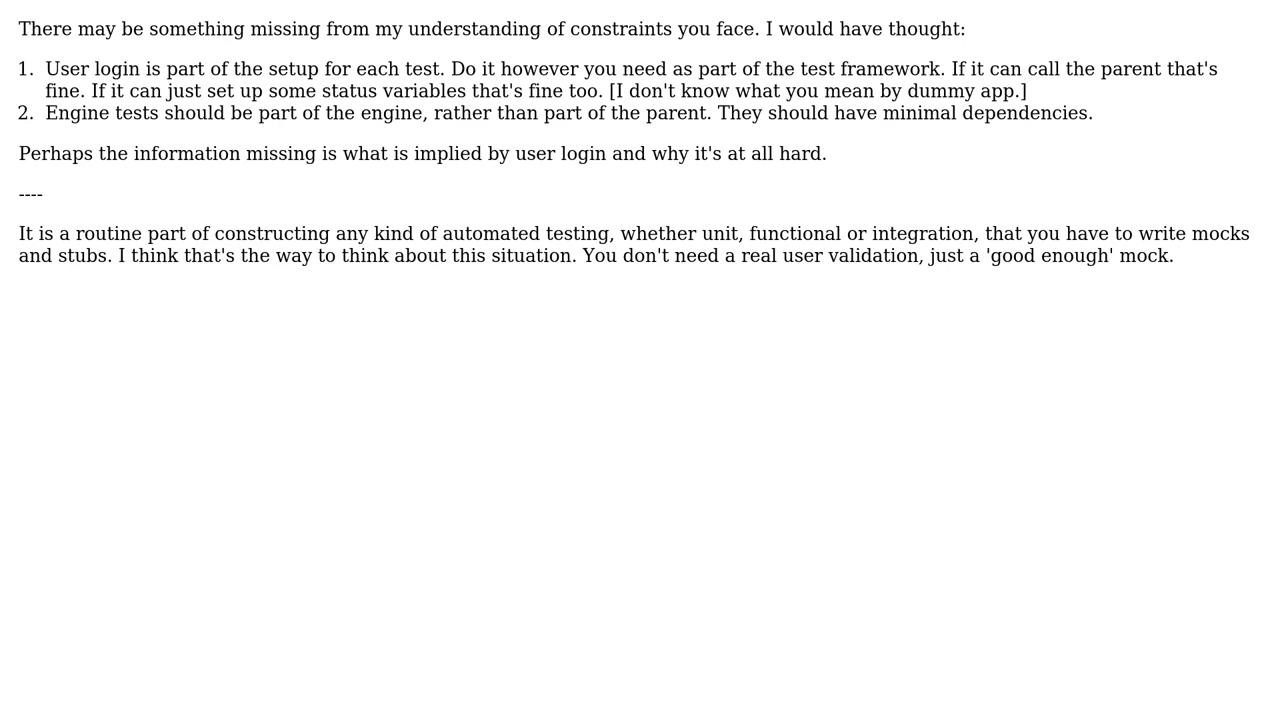 There may be something missing from my understanding of constraints you face. I would have thought:
1. User login is part of the setup for each test. Do it however you need as part of the test framework. If it can call the parent that's
fine. If it can just set up some status variables that's fine too. [I don't know what you mean by dummy app.]
2. Engine tests should be part of the engine, rather than part of the parent. They should have minimal dependencies.
Perhaps the information missing is what is implied by user login and why it's at all hard.
----
It is a routine part of constructing any kind of automated testing, whether unit, functional or integration, that you have to write mocks
and stubs. I think that's the way to think about this situation. You don't need a real user validation, just a 'good enough' mock.